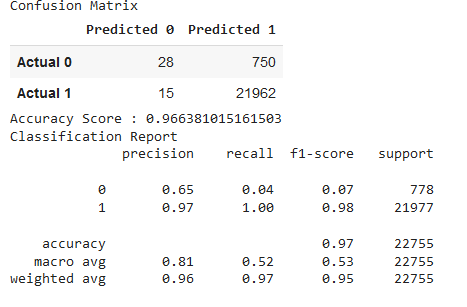 Confusion Matrix
Predicted 0 Predicted 1
Actual 0 28 750
Actual 1 15 21962
Accuracy Score : 0.966381015161503
Classification Report
precision recall f1-score support
0 0.65 0.04 0.07 778
1 0.97 1.00 0.98 21977
accuracy 0.97 22755
macro avg 0.81 0.52 0.53 22755
weighted avg 0.96 0.97 0.95 22755